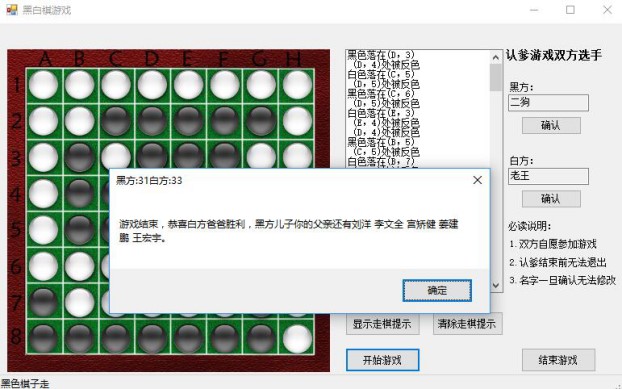 黑白棋游戏
A B C D E F G H
1
2
3
4
5
6
7
8
黑色落在(D，3)
(D，4)处被反色
白色落在(C，5)
(D，5)处被反色
黑色落在(C，6)
(D，5)处被反色
白色落在(E，3)
(E，4)处被反色
(D，4)处被反色
黑色落在(B，5)
(C，5)处被反色
白色落在(B，7)
认爹游戏双方选手
黑方：
二狗
确认
白方：
老王
确认
必读说明：
1.双方自愿参加游戏
2.认爹结束前无法退出
3.名字一旦确认无法修改
黑方:31白方:33
游戏结束，恭喜白方爸爸胜利，黑方儿子你的父亲还有刘洋 李文全 宫矫健 姜建
鹏 王宏宇。
确定
显示走棋提示
清除走棋提示
开始游戏
结束游戏
黑色棋子走